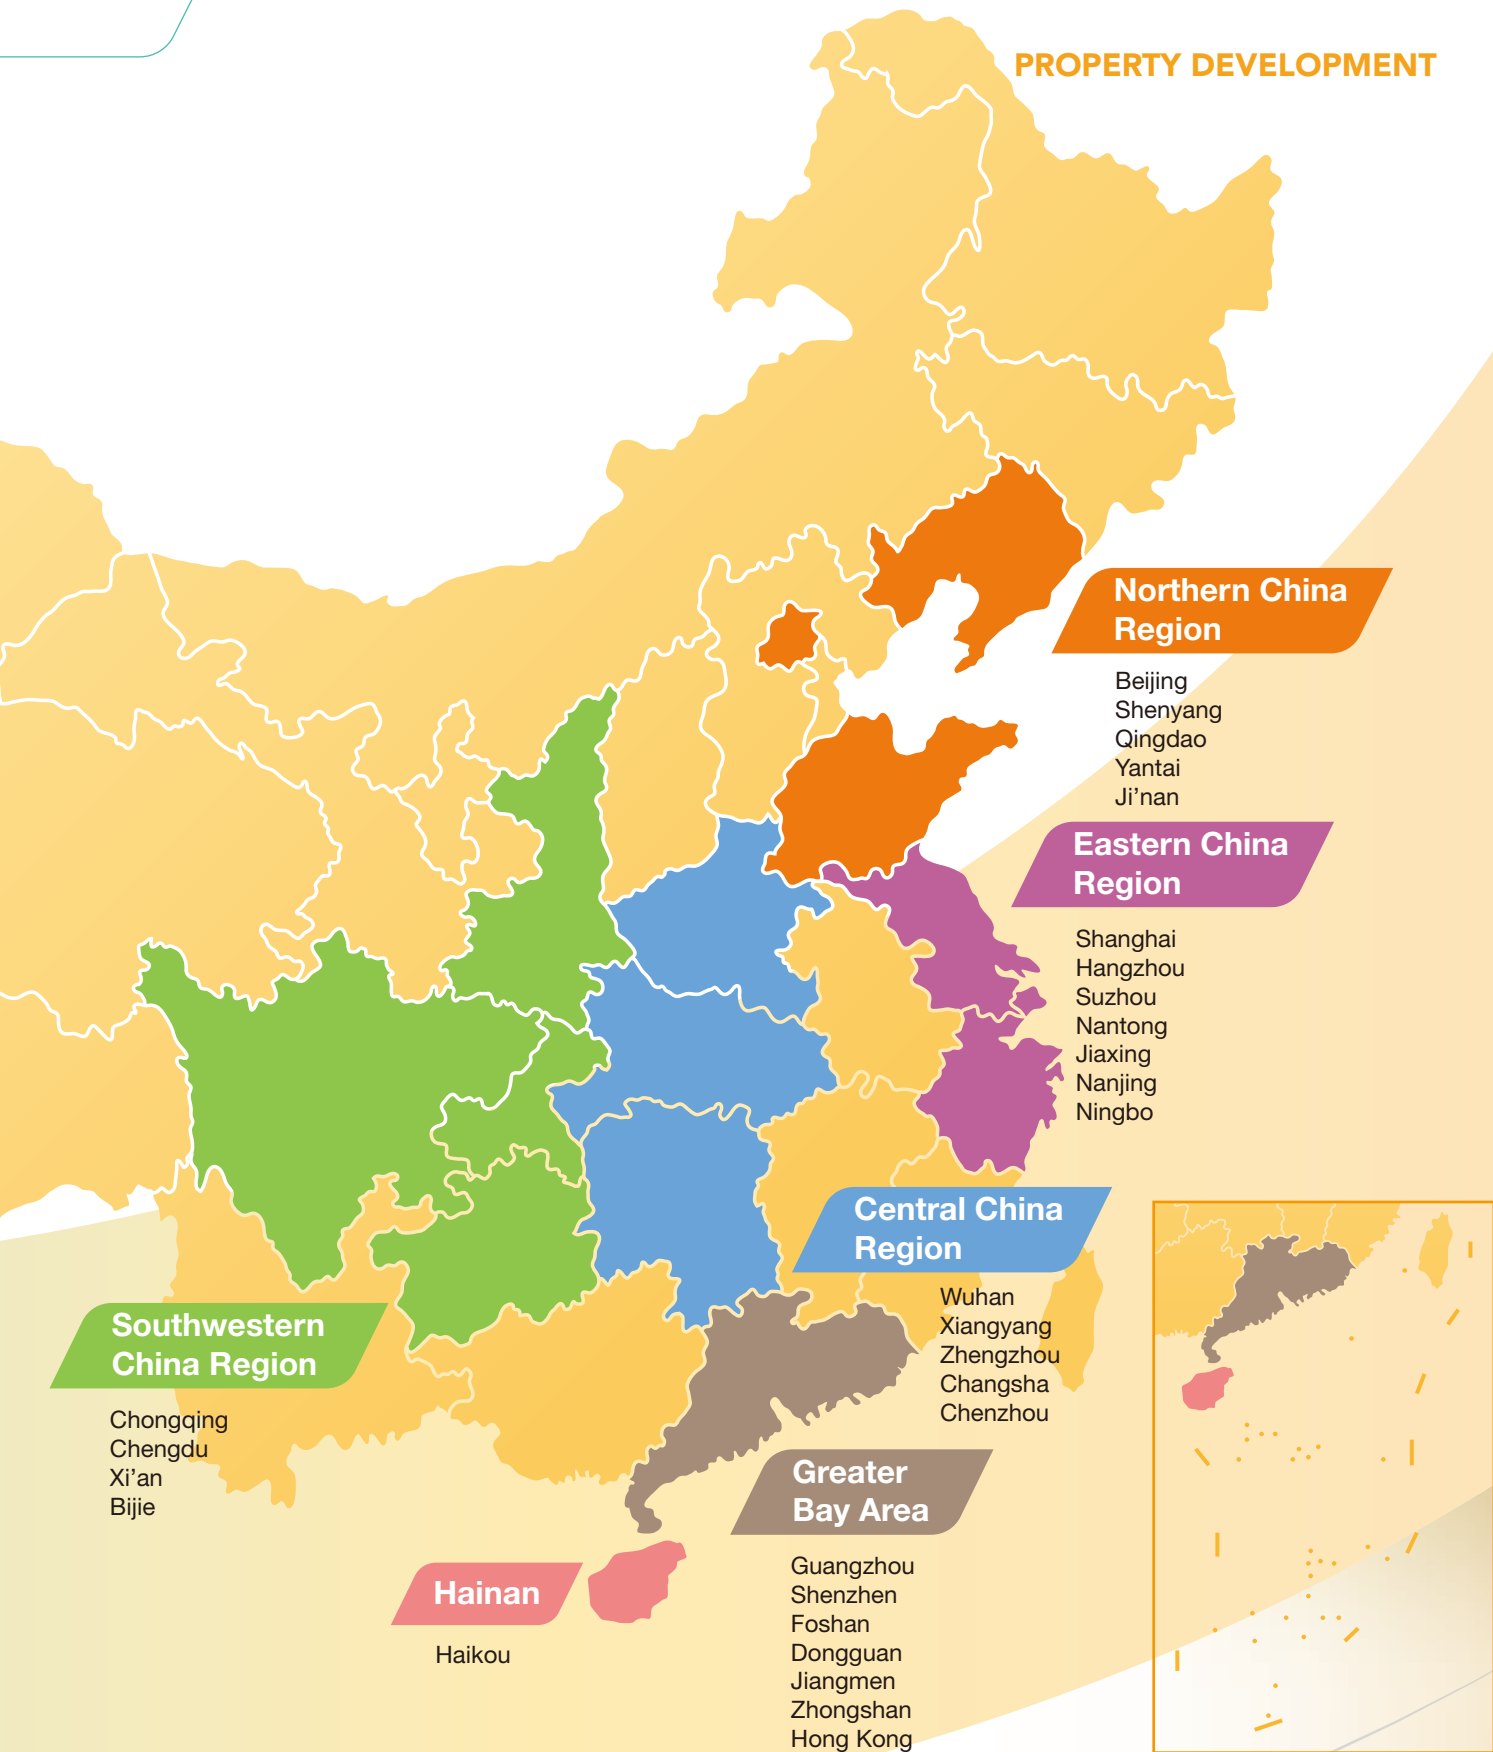 PROPERTY DEVELOPMENT
Northern China
Region
Beijing
Shenyang
Qingdao
Yantai
Ji’nan
Eastern China
Region
Shanghai
Hangzhou
Suzhou
Nantong
Jiaxing
Nanjing
Ningbo
Central China
Region
Wuhan
Xiangyang
Zhengzhou
Changsha
Chenzhou
Southwestern
China Region
Chongqing
Chengdu
Xi’an
Bijie
Greater
Bay Area
Guangzhou
Shenzhen
Foshan
Dongguan
Jiangmen
Zhongshan
Hong Kong
Hainan
Haikou